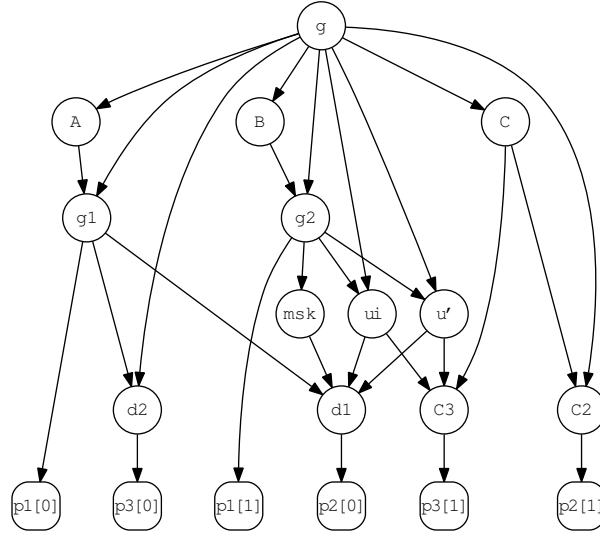 g
A
B
C
g1
g2
msk
ui
u′
d2
d1
C3
C2
p1[0]
p3[0]
p1[1]
p2[0]
p3[1]
p2[1]